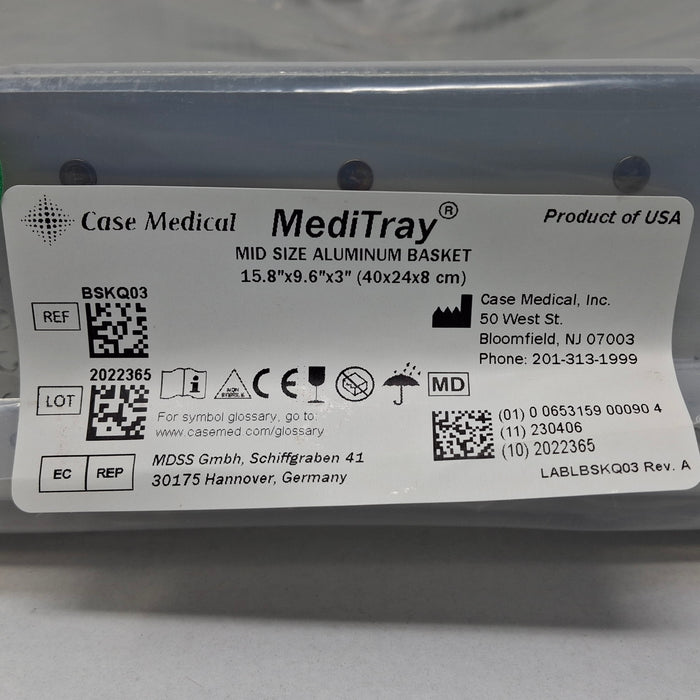 Case Medical
MediTray®
Product of USA
MID SIZE ALUMINUM BASKET
15.8"x9.6"x3" (40x24x8 cm)
BSKQ03
REF
Case Medical, Inc.
50 West St.
Bloomfield, NJ 07003
Phone: 201-313-1999
2022365
LOT
i
NON STERILE
CE
MD
For symbol glossary, go to:
www.casemed.com/glossary
(01) 0 0653159 00090 4
(11) 230406
(10) 2022365
EC REP
MDSS Gmbh, Schiffgraben 41
30175 Hannover, Germany
LABLBSKQ03 Rev. A